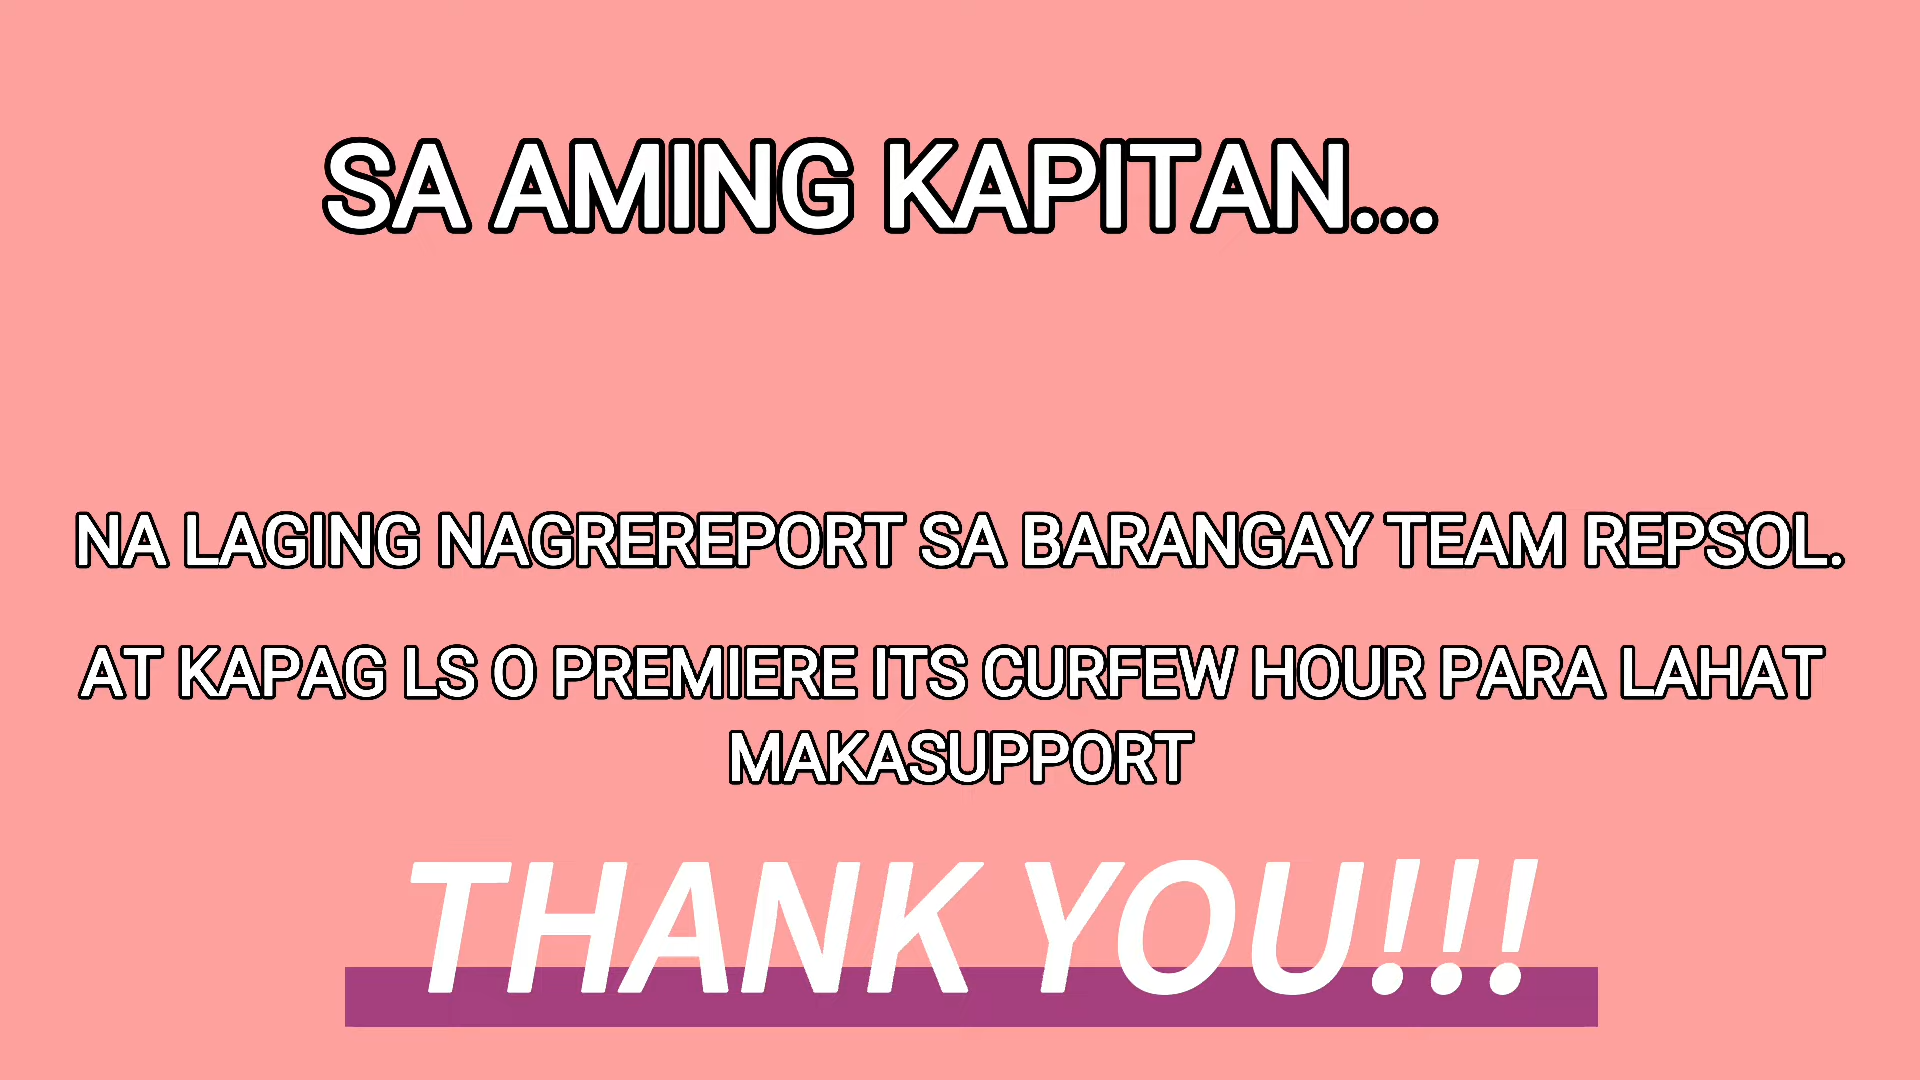 SA AMING KAPITAN...
NA LAGING NAGREREPORT SA BARANGAY TEAM REPSOL.
AT KAPAG LS O PREMIERE ITS CURFEW HOUR PARA LAHAT
MAKASUPPORT
THANK YOU!!!